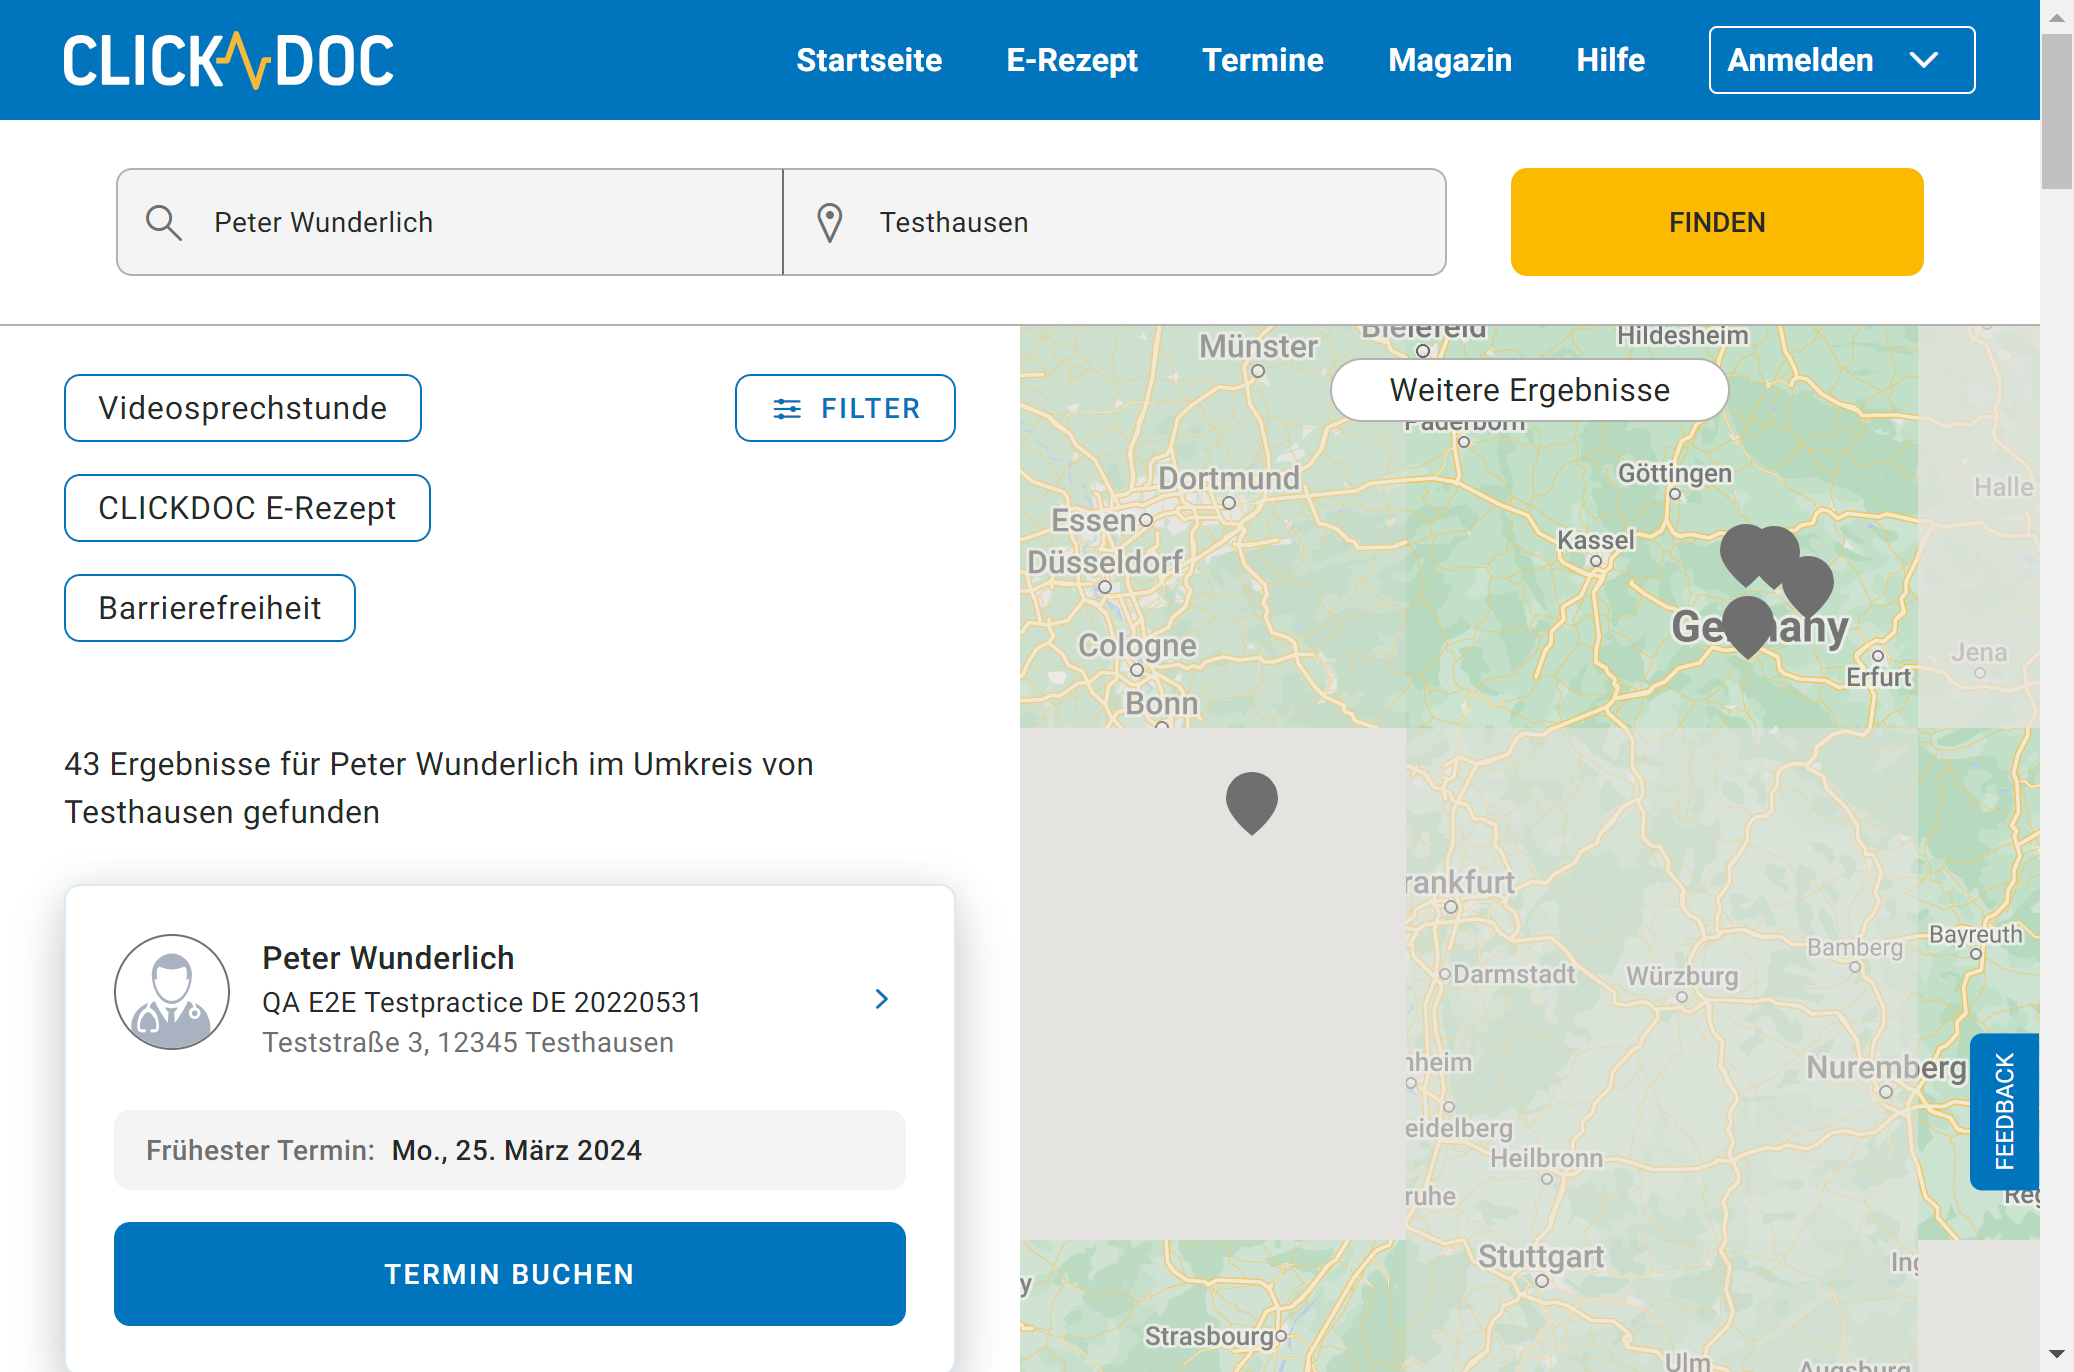 CLICKDOC
Startseite
E-Rezept
Termine
Magazin
Hilfe
Anmelden
Peter Wunderlich
Testhausen
FINDEN
Videosprechstunde
FILTER
CLICKDOC E-Rezept
Barrierefreiheit
43 Ergebnisse für Peter Wunderlich im Umkreis von
Testhausen gefunden
Peter Wunderlich
QA E2E Testpractice DE 20220531
Teststraße 3, 12345 Testhausen
Frühester Termin: Mo., 25. März 2024
TERMIN BUCHEN
Münster
Bielefeld
Hildesheim
Weitere Ergebnisse
Paderborn
Dortmund
Göttingen
Halle
Essen
Kassel
Düsseldorf
Germany
Cologne
Jena
Erfurt
Bonn
rankfurt
Bayreuth
Bamberg
Darmstadt
Würzburg
nheim
Nuremberg
eidelberg
Heilbronn
ruhe
Reg
FEEDBACK
Stuttgart
Ing
y
Strasbourg
Ulm
Augsburg